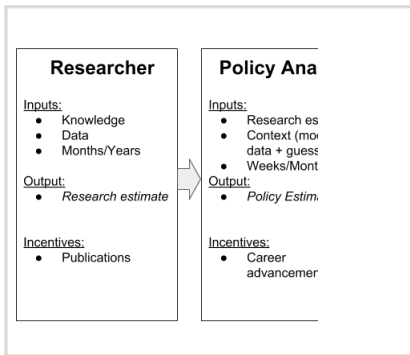 Researcher
Inputs:
● Knowledge
● Data
● Months/Years
Output:
● Research estimate
Incentives:
● Publications
Policy Ana
Inputs:
● Research es
● Context (mo
data + guess
● Weeks/Mont
Output:
● Policy Estim
Incentives:
● Career
advancemen